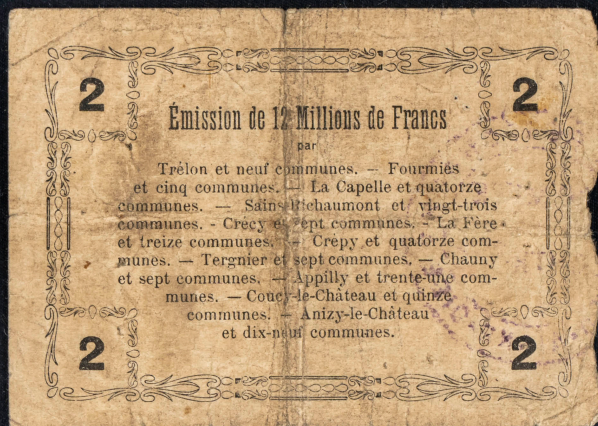 2 2
Émission de 12 Millions de Francs
par
Trélon et neuf communes. — Fourmies
et cinq communes. — La Capelle et quatorze
communes. — Sains-Richaumont et vingt-trois
communes. - Crécy et sept communes. - La Fère
et treize communes. — Crépy et quatorze com-
munes. — Tergnier et sept communes. — Chauny
et sept communes. — Appilly et trente-une com-
munes. — Coucy-le-Château et quinze
communes. — Anizy-le-Château
et dix-neuf communes.
2 2